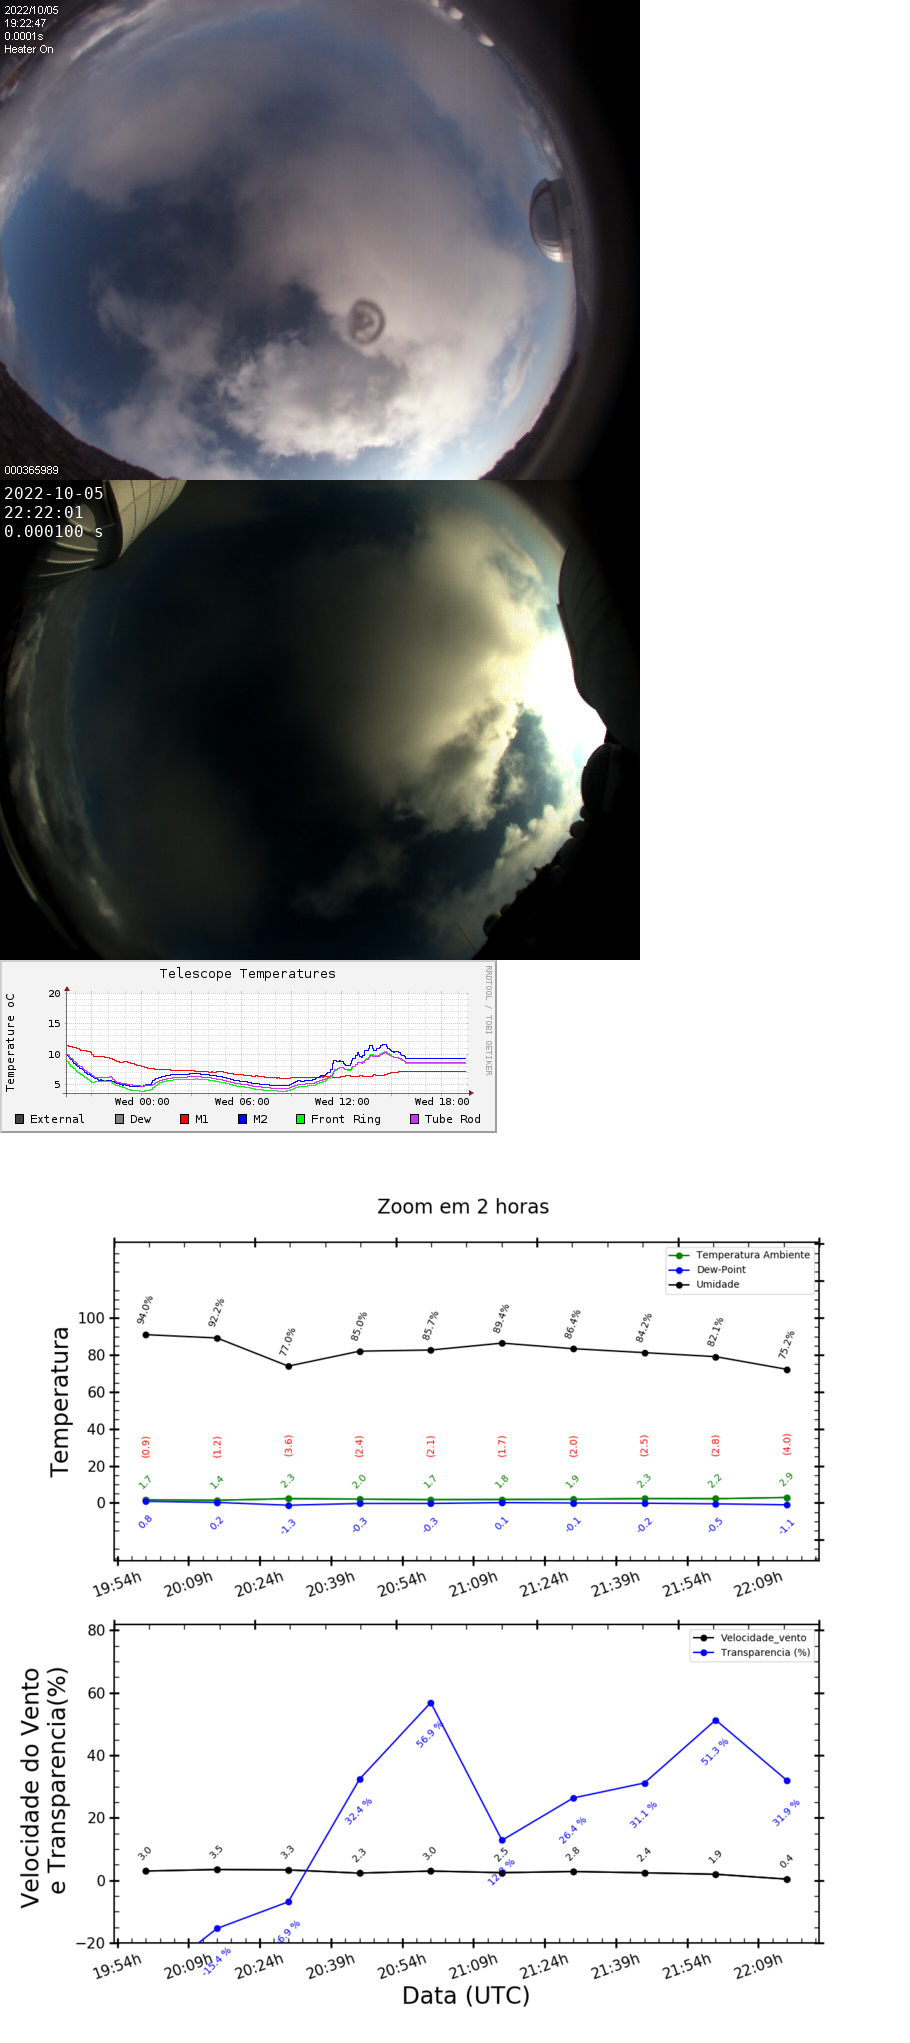 2022/10/05
19:22:47
0.0001s
Heater On
000365989
2022-10-05
22:22:01
0.000100 s
Telescope Temperatures
RRDTOOL / TOBI OETIKER
Temperature oC
20
15
10
5
Wed 00:00 Wed 06:00 Wed 12:00 Wed 18:00
External Dew M1 M2 Front Ring Tube Rod
Zoom em 2 horas
Temperatura Ambiente
Dew-Point
Umidade
Temperatura
100
80
60
40
20
0
94.0% 92.2% 77.0% 85.0% 85.7% 89.4% 86.4% 84.2% 82.1% 75.2%
(0.9) (1.2) (3.6) (2.4) (2.1) (1.7) (2.0) (2.5) (2.8) (4.0)
1.7 1.4 2.3 2.0 1.7 1.8 1.9 2.3 2.2 2.9
0.8 0.2 -1.3 -0.3 -0.3 0.1 -0.1 -0.2 -0.5 -1.1
19:54h 20:09h 20:24h 20:39h 20:54h 21:09h 21:24h 21:39h 21:54h 22:09h
Velocidade_vento
Transparencia (%)
Velocidade do Vento
e Transparencia(%)
80
60
40
20
0
−20
56.9 % 51.3 %
32.4 % 26.4 % 31.1 % 31.9 %
3.0 3.5 3.3 2.3 3.0 2.5 2.8 2.4 1.9 0.4
-15.4 % -6.9 %
19:54h 20:09h 20:24h 20:39h 20:54h 21:09h 21:24h 21:39h 21:54h 22:09h
Data (UTC)